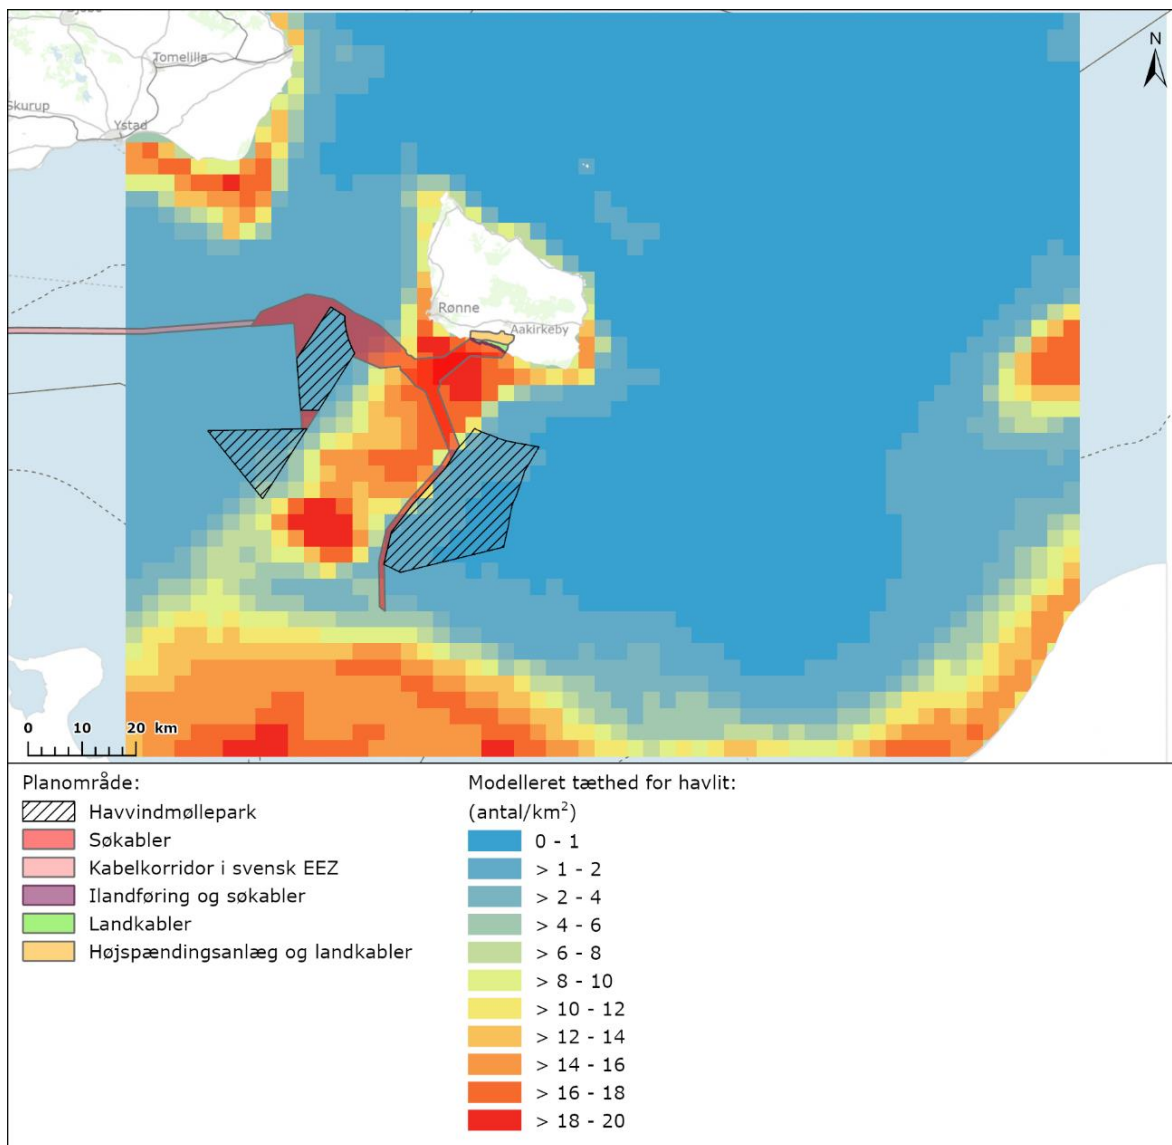 Tomelilla
Skurup
Ystad
N
Rønne
Aakirkeby
0 10 20 km
Planområde:
Havvindmøllepark
Søkabler
Kabelkorridor i svensk EEZ
Ilandføring og søkabler
Landkabler
Højspændingsanlæg og landkabler
Modelleret tæthed for havlit:
(antal/km²)
0 - 1
> 1 - 2
> 2 - 4
> 4 - 6
> 6 - 8
> 8 - 10
> 10 - 12
> 12 - 14
> 14 - 16
> 16 - 18
> 18 - 20